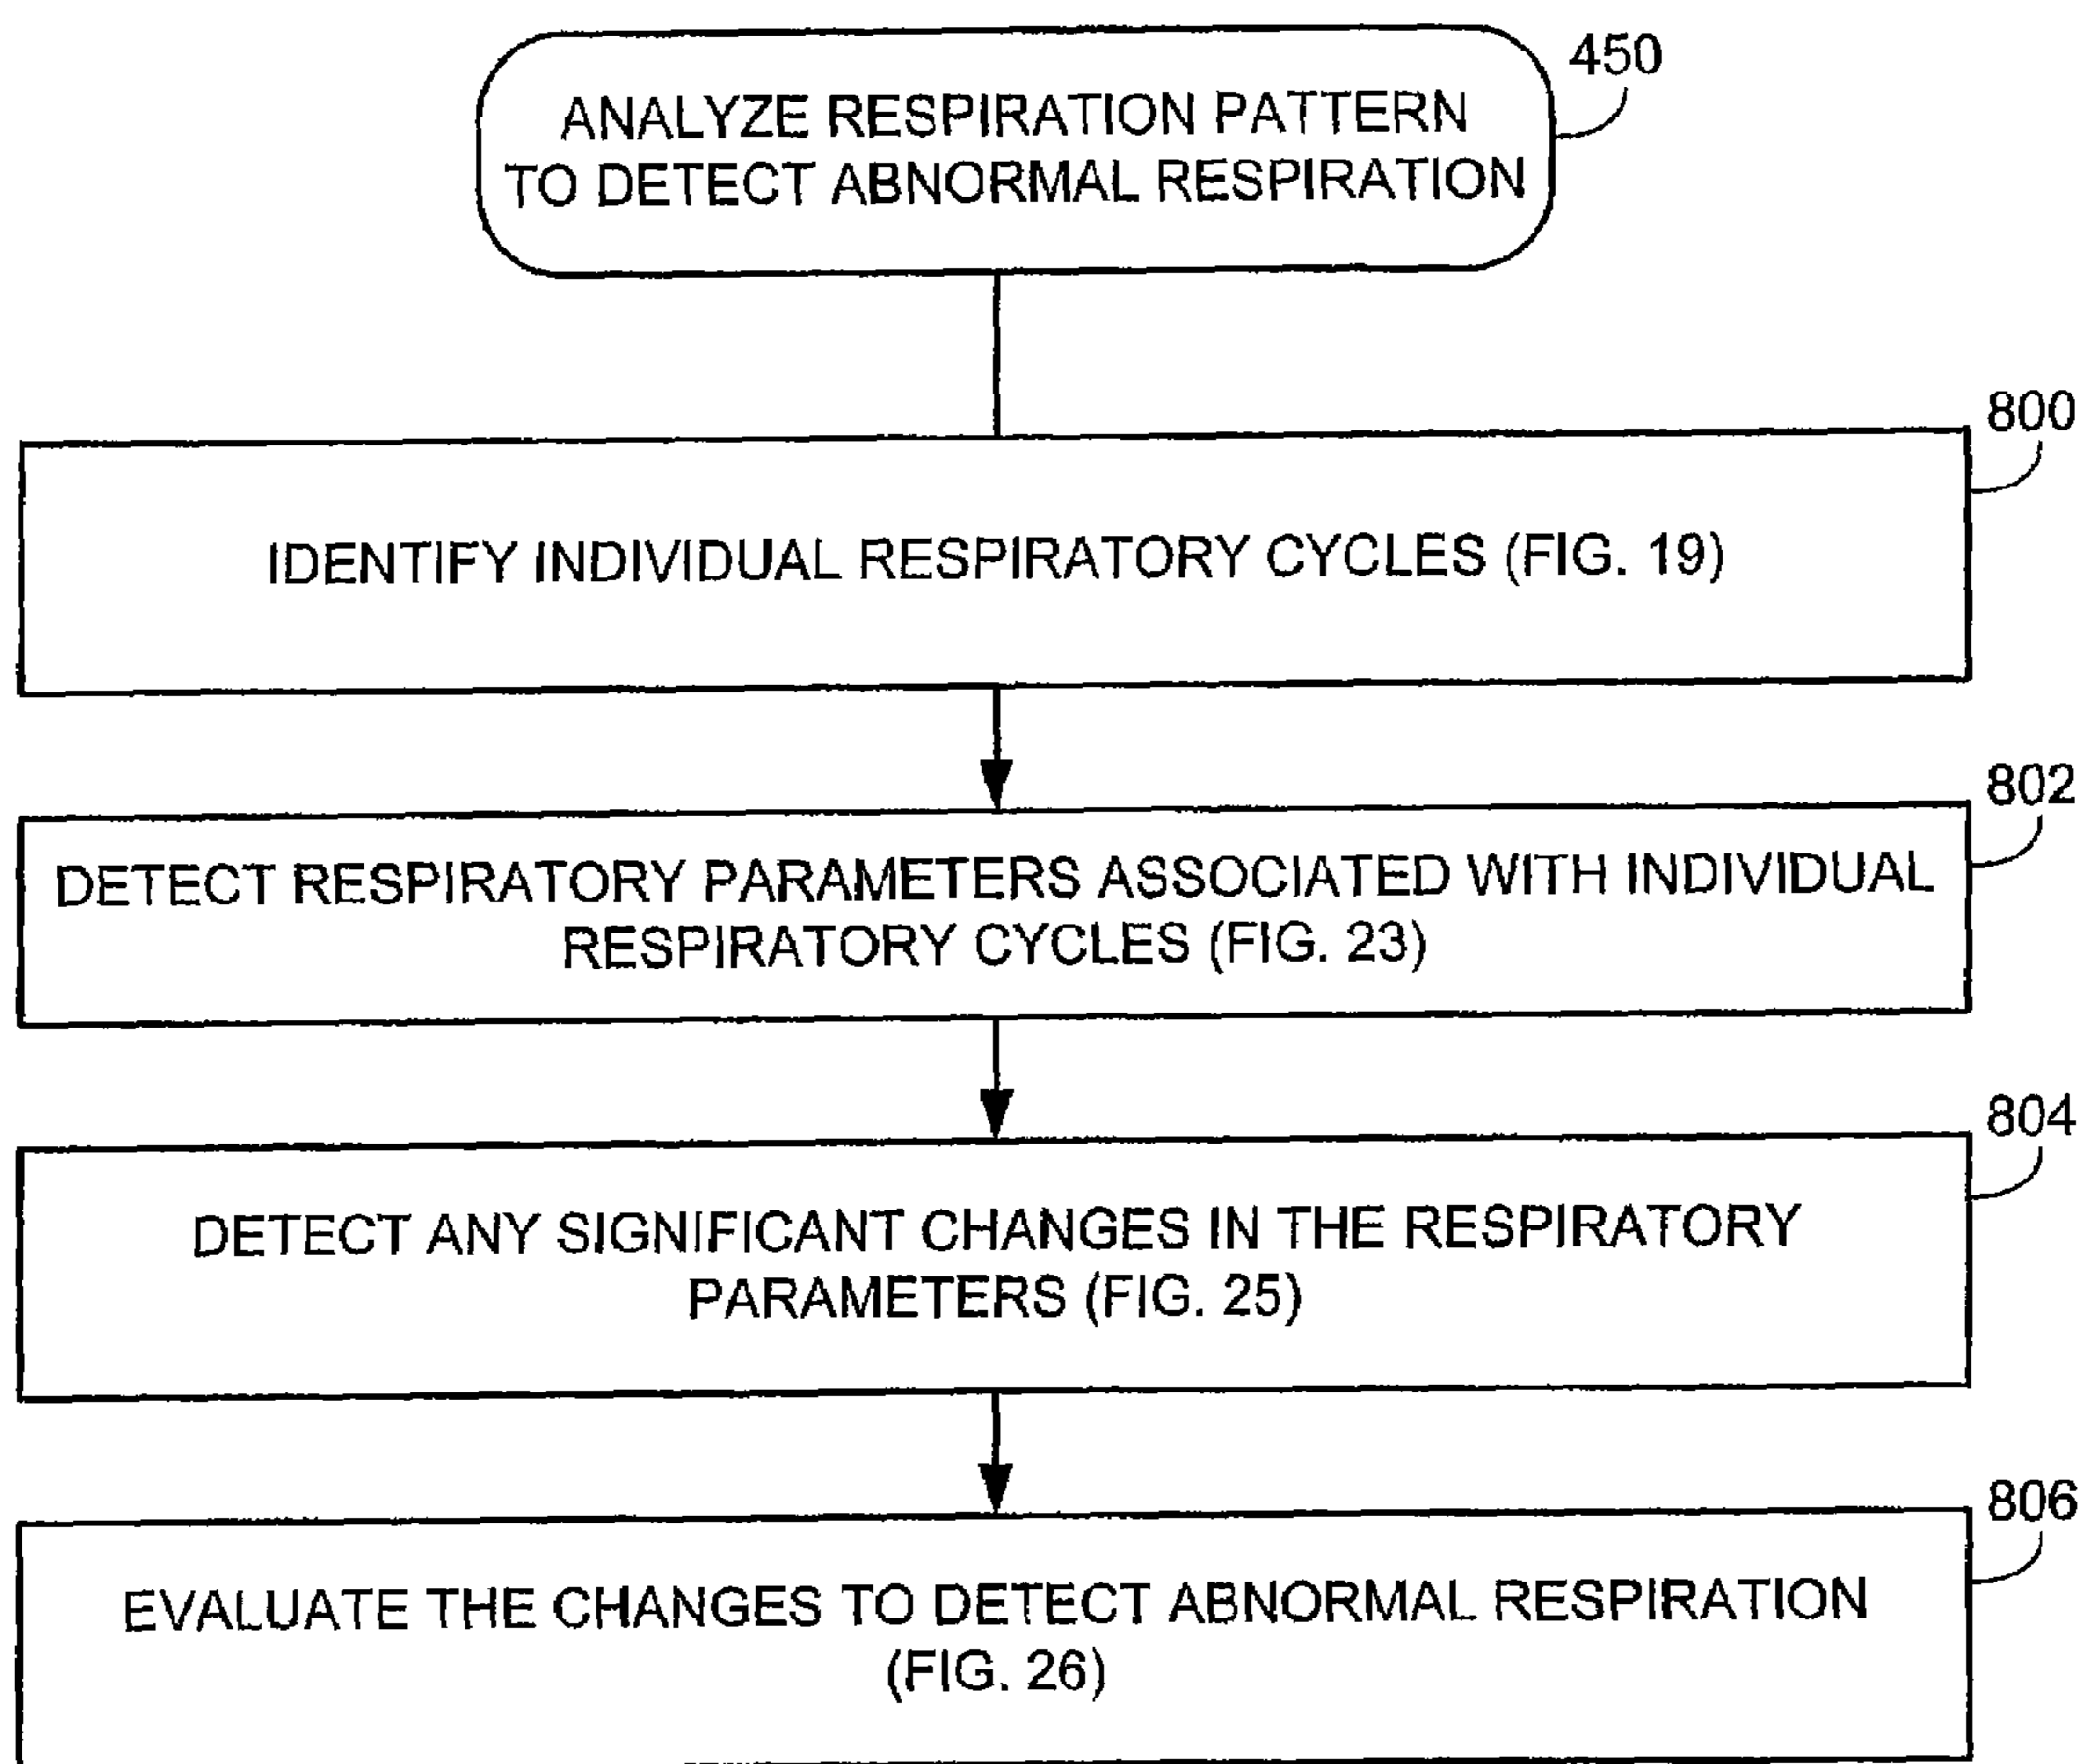 450
ANALYZE RESPIRATION PATTERN
TO DETECT ABNORMAL RESPIRATION
800
IDENTIFY INDIVIDUAL RESPIRATORY CYCLES (FIG. 19)
802
DETECT RESPIRATORY PARAMETERS ASSOCIATED WITH INDIVIDUAL
RESPIRATORY CYCLES (FIG. 23)
804
DETECT ANY SIGNIFICANT CHANGES IN THE RESPIRATORY
PARAMETERS (FIG. 25)
806
EVALUATE THE CHANGES TO DETECT ABNORMAL RESPIRATION
(FIG. 26)